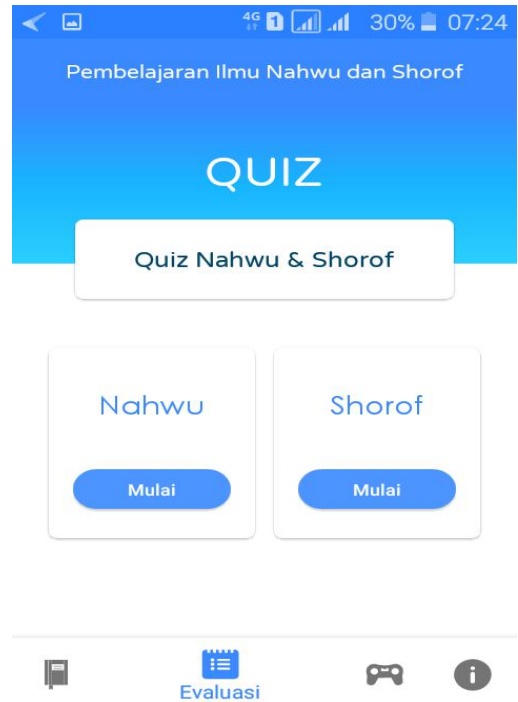 4G 1 30% 07:24
Pembelajaran Ilmu Nahwu dan Shorof
QUIZ
Quiz Nahwu & Shorof
Nahwu Shorof
Mulai Mulai
Evaluasi